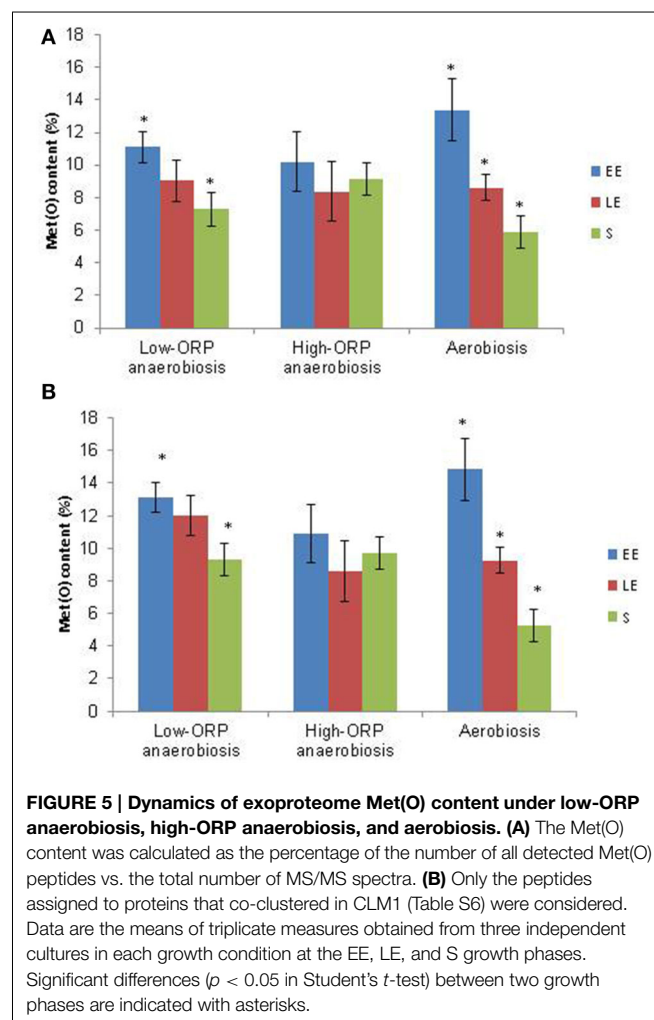 A
18
16
14
12
10
8
6
4
2
0
Met(O) content (%)
*
*
*
*
*
EE
LE
S
Low-ORP anaerobiosis
High-ORP anaerobiosis
Aerobiosis
B
18
16
14
12
10
8
6
4
2
0
Met(O) content (%)
*
*
*
*
*
EE
LE
S
Low-ORP anaerobiosis
High-ORP anaerobiosis
Aerobiosis
FIGURE 5 | Dynamics of exoproteome Met(O) content under low-ORP
anaerobiosis, high-ORP anaerobiosis, and aerobiosis. (A) The Met(O)
content was calculated as the percentage of the number of all detected Met(O)
peptides vs. the total number of MS/MS spectra. (B) Only the peptides
assigned to proteins that co-clustered in CLM1 (Table S6) were considered.
Data are the means of triplicate measures obtained from three independent
cultures in each growth condition at the EE, LE, and S growth phases.
Significant differences (p < 0.05 in Student's t-test) between two growth
phases are indicated with asterisks.